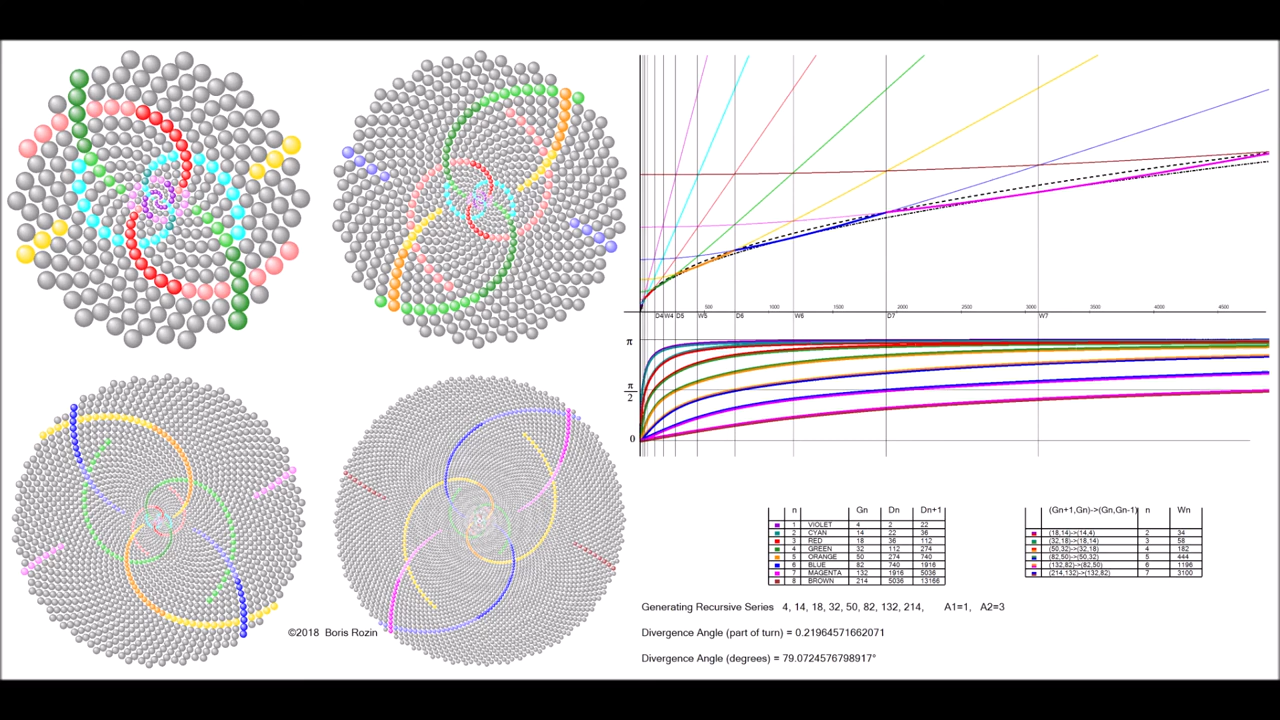 500 1000 1500 2000 2500 3000 3500 4000 4500
D4 W4 D5 W5 D6 W6 D7 W7
π
π
2
0
n Gn Dn Dn+1
1 VIOLET 4 2 22
2 CYAN 14 22 36
3 RED 18 36 112
4 GREEN 32 112 274
5 ORANGE 50 274 740
6 BLUE 82 740 1916
7 MAGENTA 132 1916 5036
8 BROWN 214 5036 13166
(Gn+1,Gn)->(Gn,Gn-1) n Wn
(18,14)->(14,4) 2 34
(32,18)->(18,14) 3 58
(50,32)->(32,18) 4 182
(82,50)->(50,32) 5 444
(132,82)->(82,50) 6 1196
(214,132)->(132,82) 7 3100
Generating Recursive Series 4, 14, 18, 32, 50, 82, 132, 214, A1=1, A2=3
©2018 Boris Rozin
Divergence Angle (part of turn) = 0.21964571662071
Divergence Angle (degrees) = 79.0724576798917°